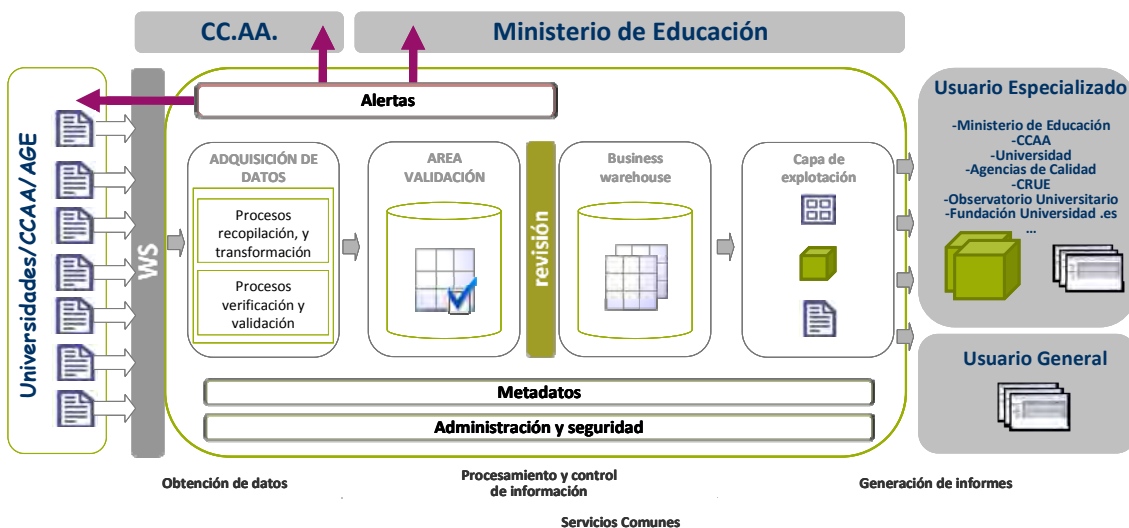 CC.AA.
Ministerio de Educación
Universidades/CCAA/AGE
WS
Alertas
ADQUISICIÓN DE
DATOS
Procesos
recopilación, y
transformación
Procesos
verificación y
validación
AREA
VALIDACIÓN
revisión
Business
warehouse
Capa de
explotación
Metadatos
Administración y seguridad
Usuario Especializado
-Ministerio de Educación
-CCAA
-Universidad
-Agencias de Calidad
-CRUE
-Observatorio Universitario
-Fundación Universidad .es
...
Usuario General
Obtención de datos
Procesamiento y control
de información
Generación de informes
Servicios Comunes